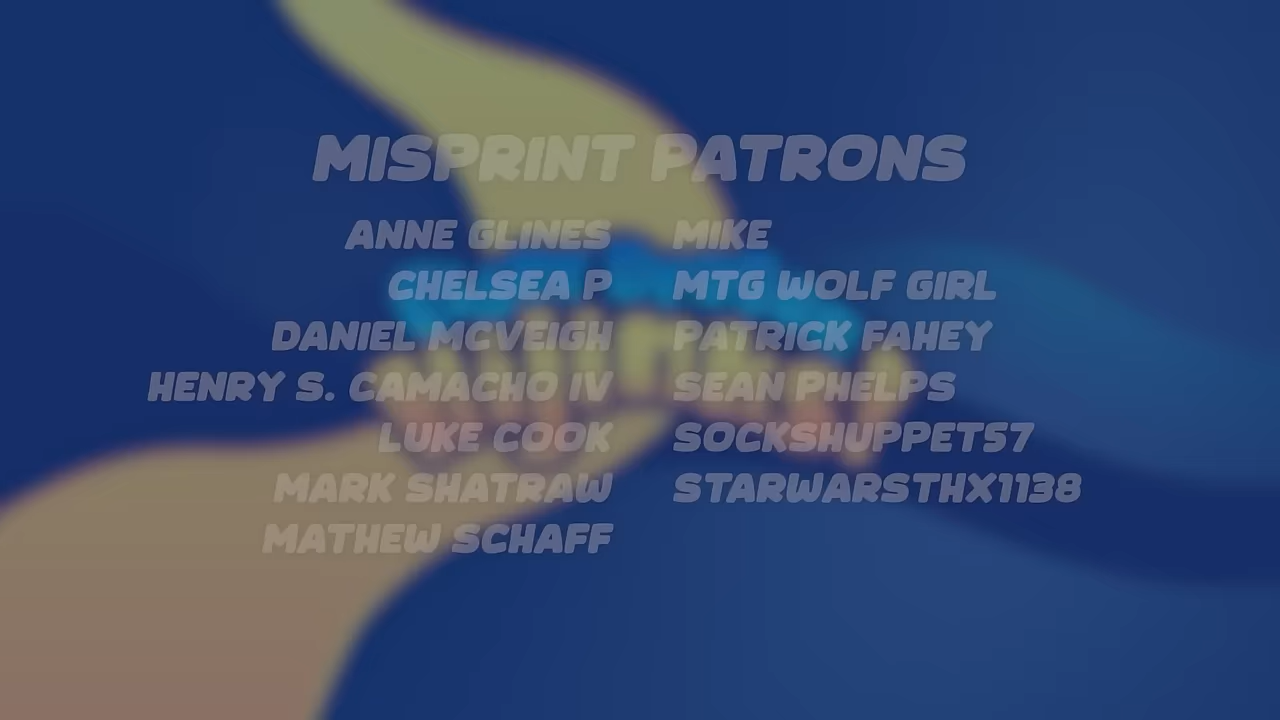 MISPRINT PATRONS
ANNE GLINES
CHELSEA P
DANIEL MCVEIGH
HENRY S. CAMACHO IV
LUKE COOK
MARK SHATRAW
MATHEW SCHAFF
MIKE
MTG WOLF GIRL
PATRICK FAHEY
SEAN PHELPS
SOCKSHUPPET57
STARWARSTHX1138